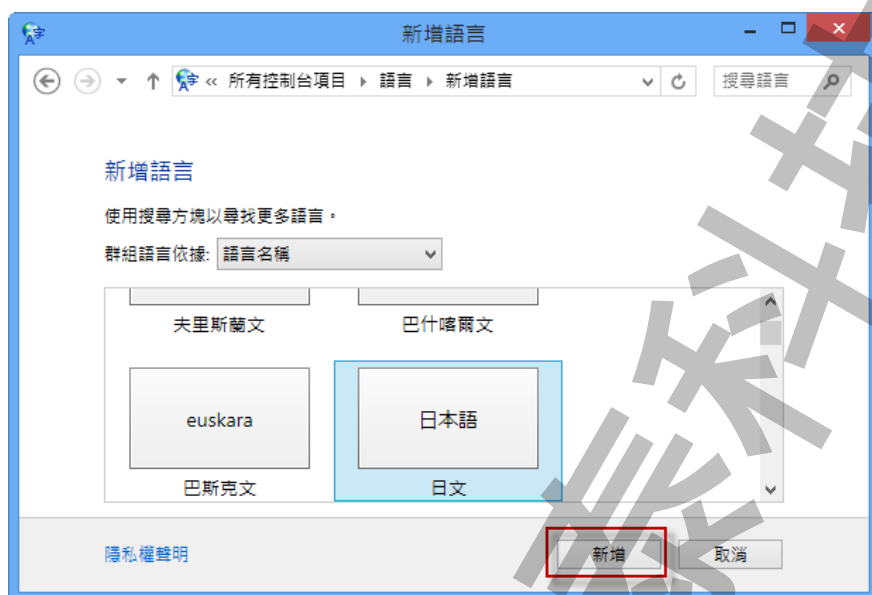 新增語言
« 所有控制台項目 ▸ 語言 ▸ 新增語言
搜尋語言
新增語言
使用搜尋方塊以尋找更多語言。
群組語言依據: 語言名稱
夫里斯蘭文 巴什喀爾文
euskara 日本語
巴斯克文 日文
隱私權聲明 新增 取消